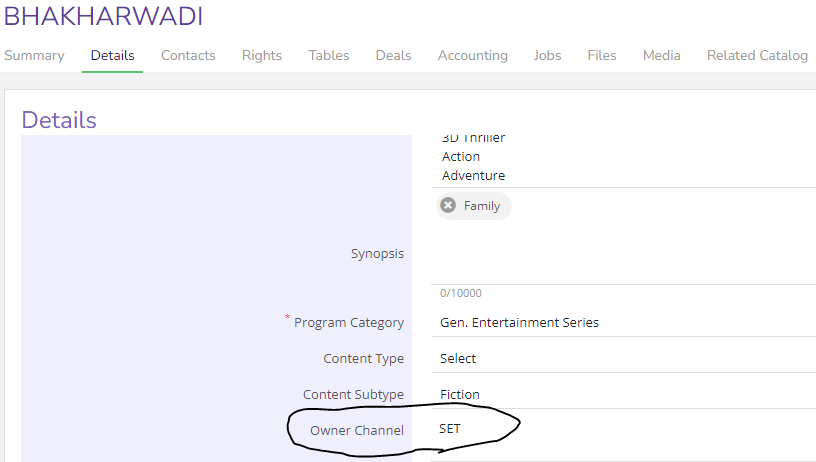 BHAKHARWADI
Summary Details Contacts Rights Tables Deals Accounting Jobs Files Media Related Catalog
Details
3D Thriller
Action
Adventure
Family
Synopsis
0/10000
* Program Category Gen. Entertainment Series
Content Type Select
Content Subtype Fiction
Owner Channel SET